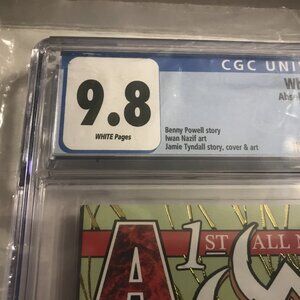 CGC UNI
9.8
WHITE Pages
Wh
Abs
Benny Powell story
Iwan Nazif art
Jamie Tyndall story, cover & art
A
1ST ALL N